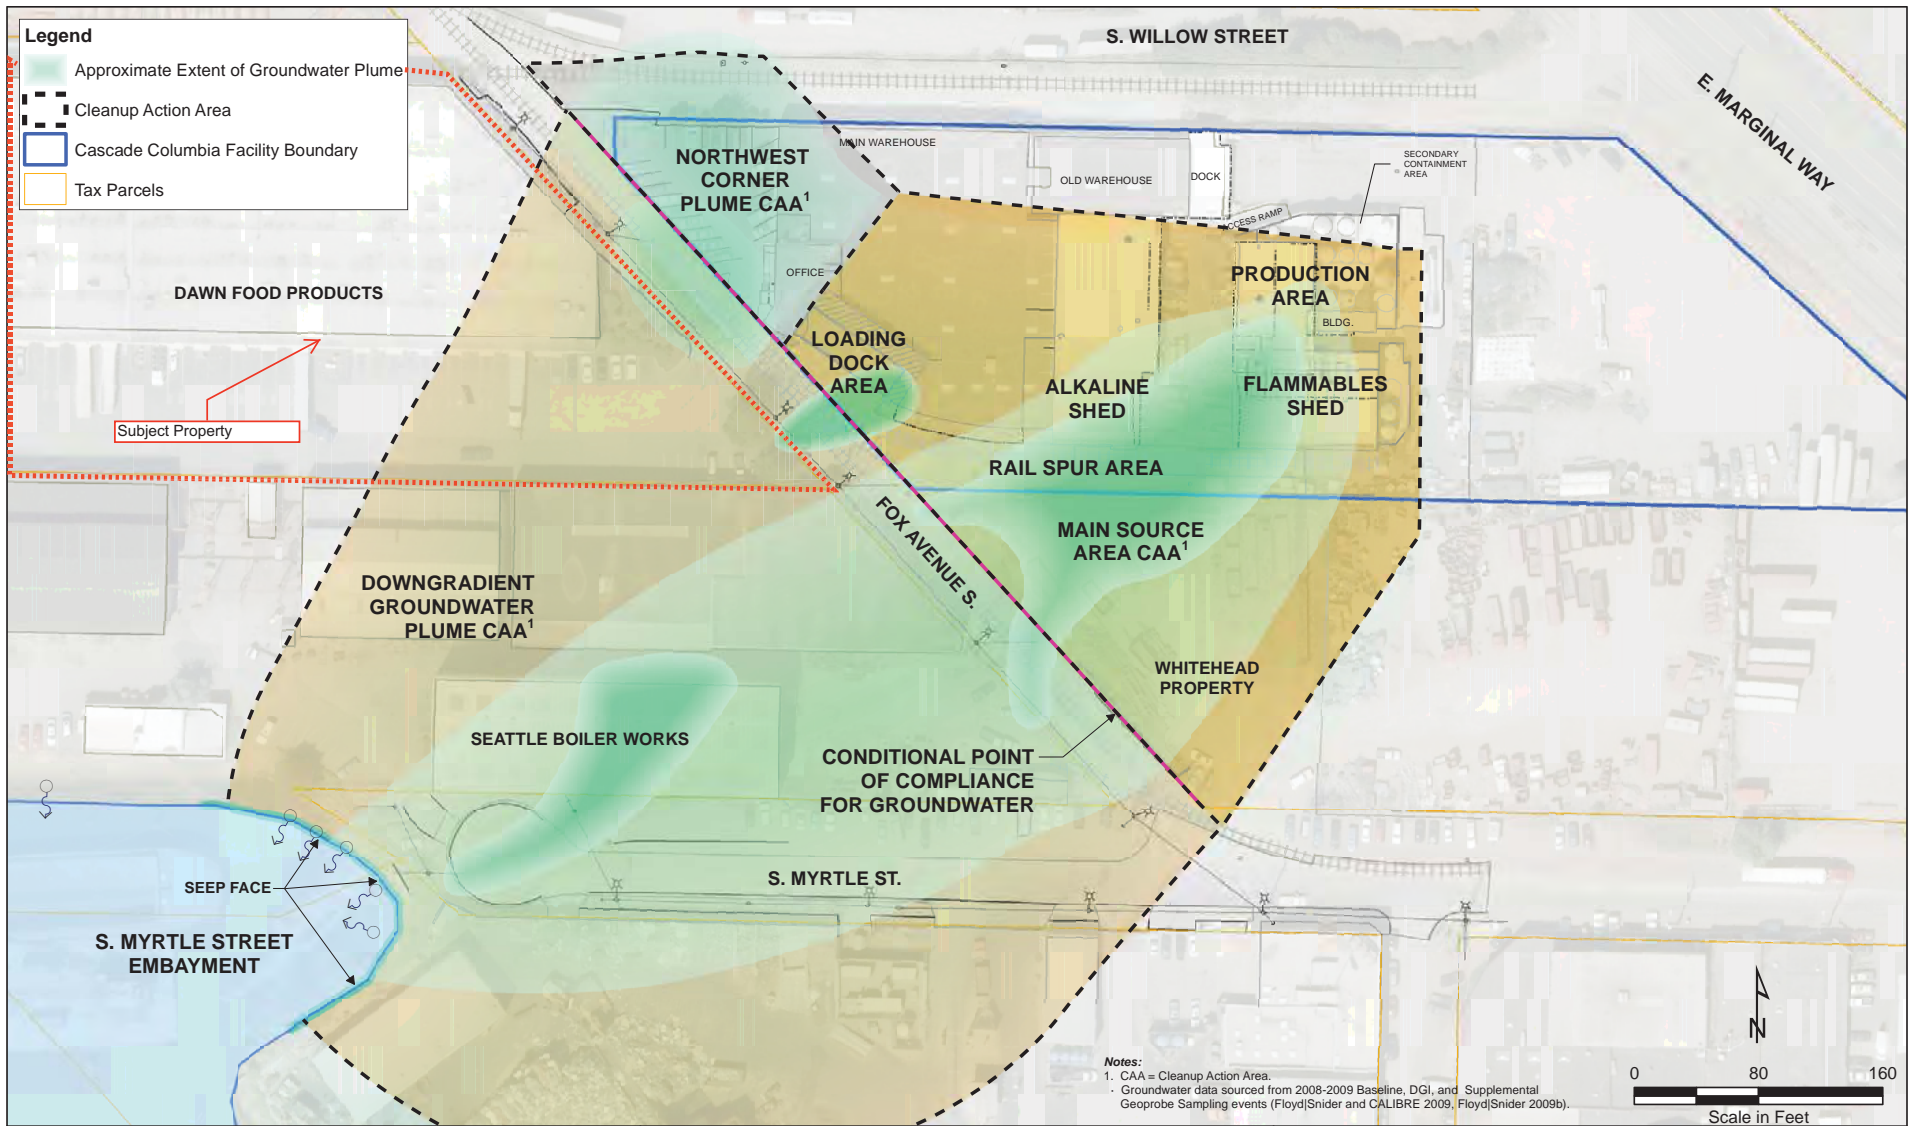 Legend
Approximate Extent of Groundwater Plume
Cleanup Action Area
Cascade Columbia Facility Boundary
Tax Parcels
S. WILLOW STREET
E. MARGINAL WAY
NORTHWEST
CORNER
PLUME CAA¹
MAIN WAREHOUSE
OLD WAREHOUSE
DOCK
SECONDARY
CONTAINMENT
AREA
ACCESS RAMP
OFFICE
PRODUCTION
AREA
BLDG.
DAWN FOOD PRODUCTS
LOADING
DOCK
AREA
ALKALINE
SHED
FLAMMABLES
SHED
Subject Property
RAIL SPUR AREA
FOX AVENUE S.
MAIN SOURCE
AREA CAA¹
DOWNGRADIENT
GROUNDWATER
PLUME CAA¹
WHITEHEAD
PROPERTY
SEATTLE BOILER WORKS
CONDITIONAL POINT
OF COMPLIANCE
FOR GROUNDWATER
S. MYRTLE ST.
SEEP FACE
S. MYRTLE STREET
EMBAYMENT
N
Notes:
1. CAA = Cleanup Action Area.
· Groundwater data sourced from 2008-2009 Baseline, DGI, and Supplemental
Geoprobe Sampling events (Floyd|Snider and CALIBRE 2009, Floyd|Snider 2009b).
0 80 160
Scale in Feet